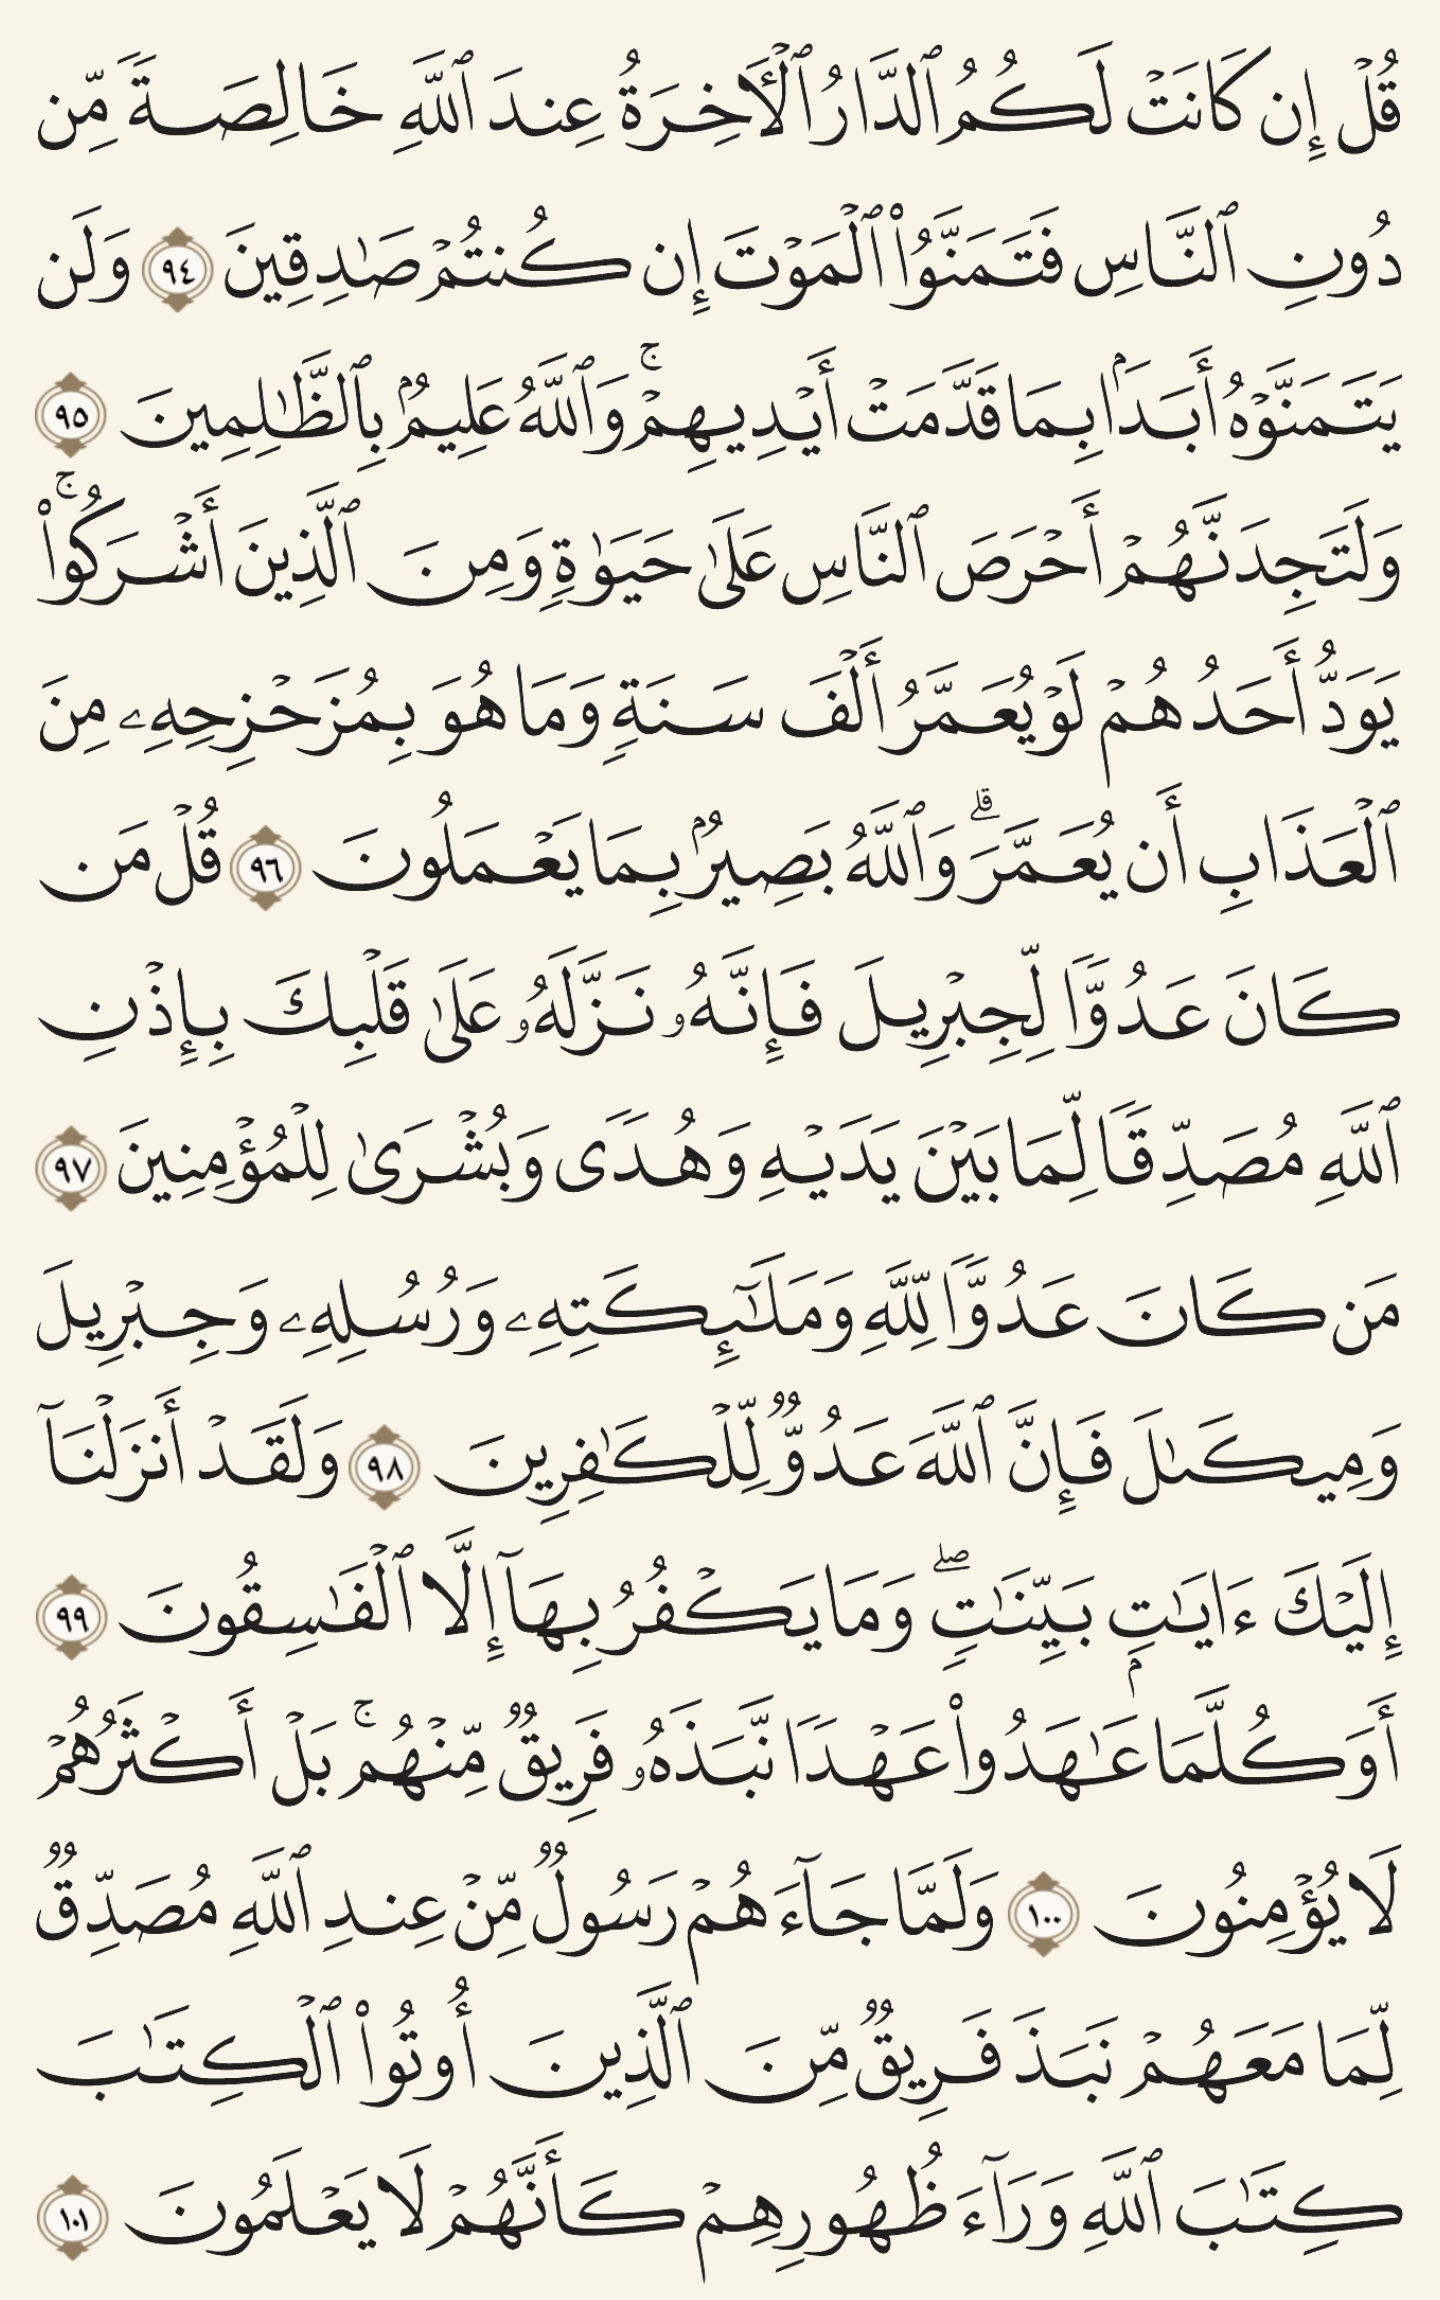 قُلْ إِن كَانَتْ لَكُمُ ٱلدَّارُ ٱلْـَٔاخِرَةُ عِندَ ٱللَّهِ خَالِصَةً مِّن
دُونِ ٱلنَّاسِ فَتَمَنَّوُا۟ ٱلْمَوْتَ إِن كُنتُمْ صَـٰدِقِينَ ٩٤ وَلَن
يَتَمَنَّوْهُ أَبَدًۢا بِمَا قَدَّمَتْ أَيْدِيهِمْ ۚ وَٱللَّهُ عَلِيمٌۢ بِٱلظَّـٰلِمِينَ ٩٥
وَلَتَجِدَنَّهُمْ أَحْرَصَ ٱلنَّاسِ عَلَىٰ حَيَوٰةٍ وَمِنَ ٱلَّذِينَ أَشْرَكُوا۟ ۚ
يَوَدُّ أَحَدُهُمْ لَوْ يُعَمَّرُ أَلْفَ سَنَةٍ وَمَا هُوَ بِمُزَحْزِحِهِۦ مِنَ
ٱلْعَذَابِ أَن يُعَمَّرَ ۗ وَٱللَّهُ بَصِيرٌۢ بِمَا يَعْمَلُونَ ٩٦ قُلْ مَن
كَانَ عَدُوًّا لِّجِبْرِيلَ فَإِنَّهُۥ نَزَّلَهُۥ عَلَىٰ قَلْبِكَ بِإِذْنِ
ٱللَّهِ مُصَدِّقًا لِّمَا بَيْنَ يَدَيْهِ وَهُدًى وَبُشْرَىٰ لِلْمُؤْمِنِينَ ٩٧
مَن كَانَ عَدُوًّا لِّلَّهِ وَمَلَـٰٓئِكَتِهِۦ وَرُسُلِهِۦ وَجِبْرِيلَ
وَمِيكَىٰلَ فَإِنَّ ٱللَّهَ عَدُوٌّ لِّلْكَـٰفِرِينَ ٩٨ وَلَقَدْ أَنزَلْنَآ
إِلَيْكَ ءَايَـٰتٍۭ بَيِّنَـٰتٍ ۖ وَمَا يَكْفُرُ بِهَآ إِلَّا ٱلْفَـٰسِقُونَ ٩٩
أَوَكُلَّمَا عَـٰهَدُوا۟ عَهْدًا نَّبَذَهُۥ فَرِيقٌ مِّنْهُم ۚ بَلْ أَكْثَرُهُمْ
لَا يُؤْمِنُونَ ١٠٠ وَلَمَّا جَآءَهُمْ رَسُولٌ مِّنْ عِندِ ٱللَّهِ مُصَدِّقٌ
لِّمَا مَعَهُمْ نَبَذَ فَرِيقٌ مِّنَ ٱلَّذِينَ أُوتُوا۟ ٱلْكِتَـٰبَ
كِتَـٰبَ ٱللَّهِ وَرَآءَ ظُهُورِهِمْ كَأَنَّهُمْ لَا يَعْلَمُونَ ١٠١